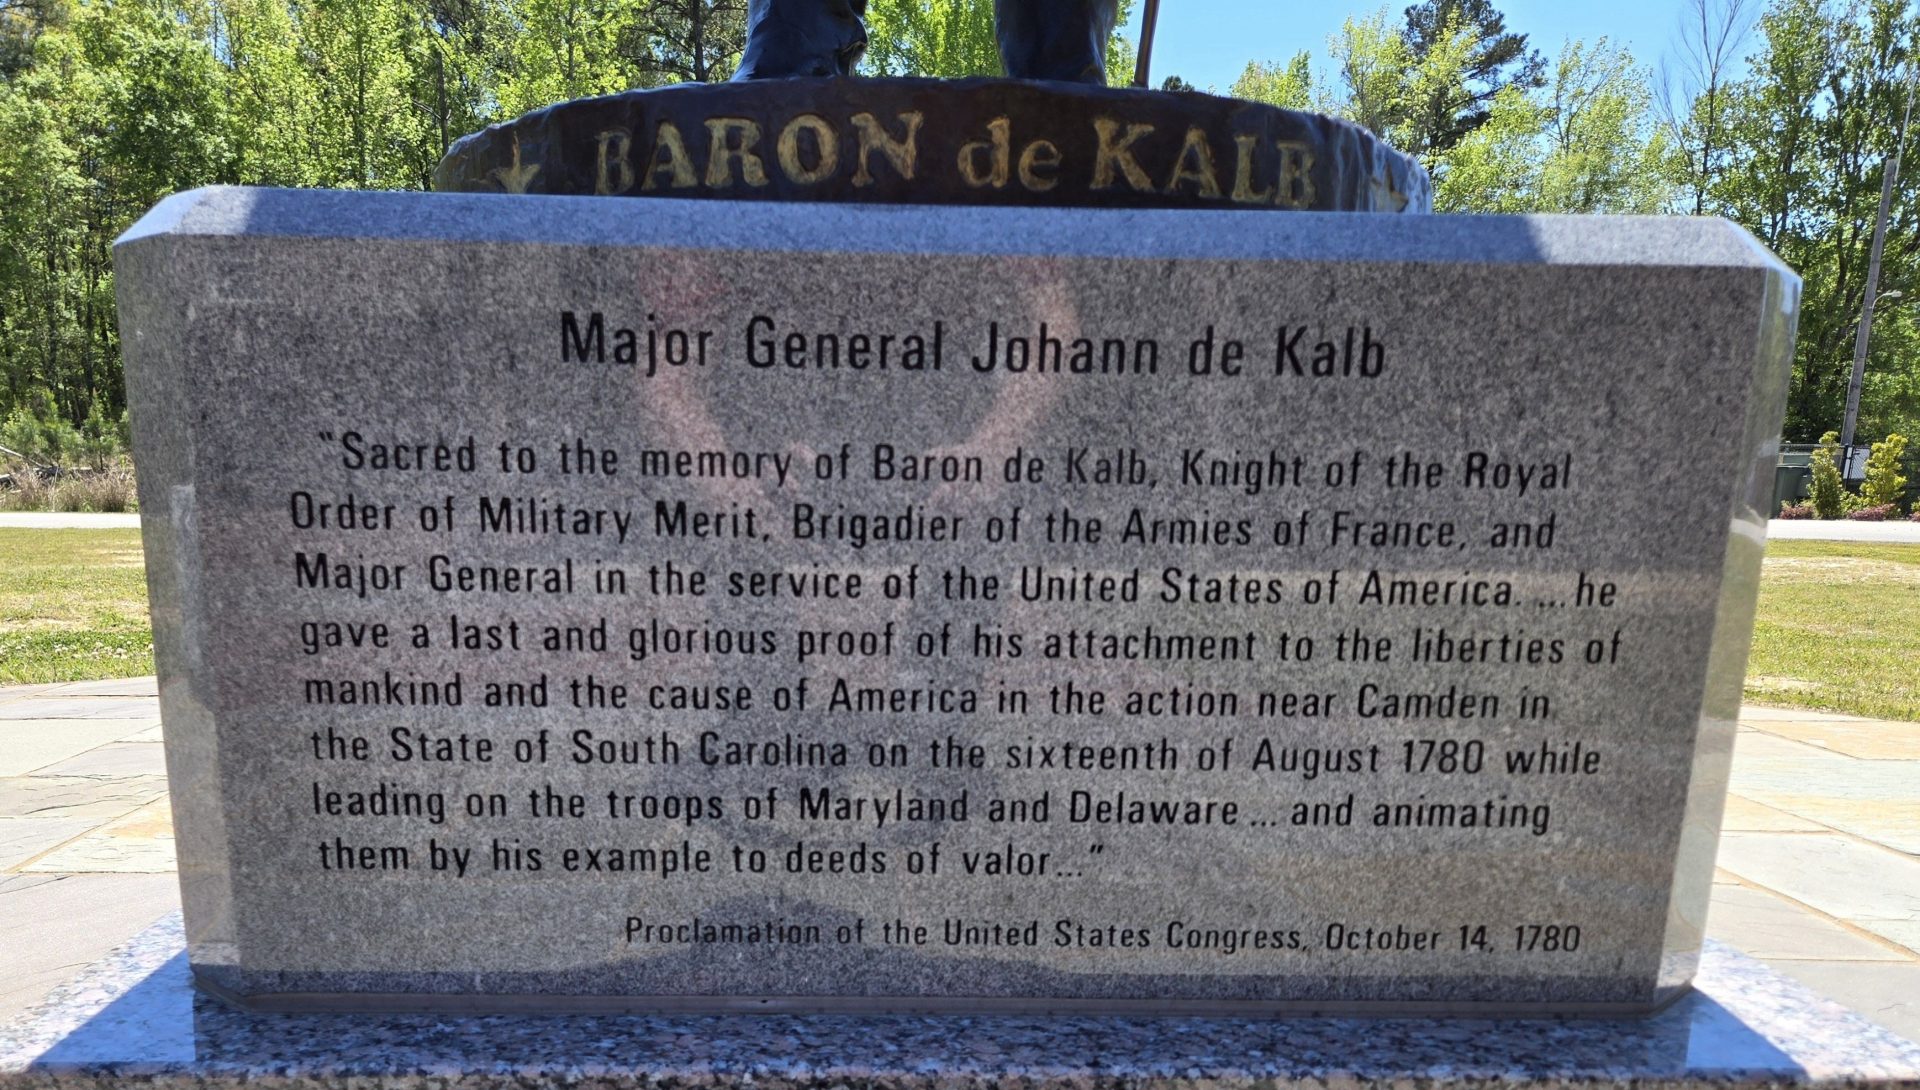 BARON de KALB
Major General Johann de Kalb
"Sacred to the memory of Baron de Kalb, Knight of the Royal
Order of Military Merit, Brigadier of the Armies of France, and
Major General in the service of the United States of America. ... he
gave a last and glorious proof of his attachment to the liberties of
mankind and the cause of America in the action near Camden in
the State of South Carolina on the sixteenth of August 1780 while
leading on the troops of Maryland and Delaware ... and animating
them by his example to deeds of valor..."
Proclamation of the United States Congress, October 14, 1780